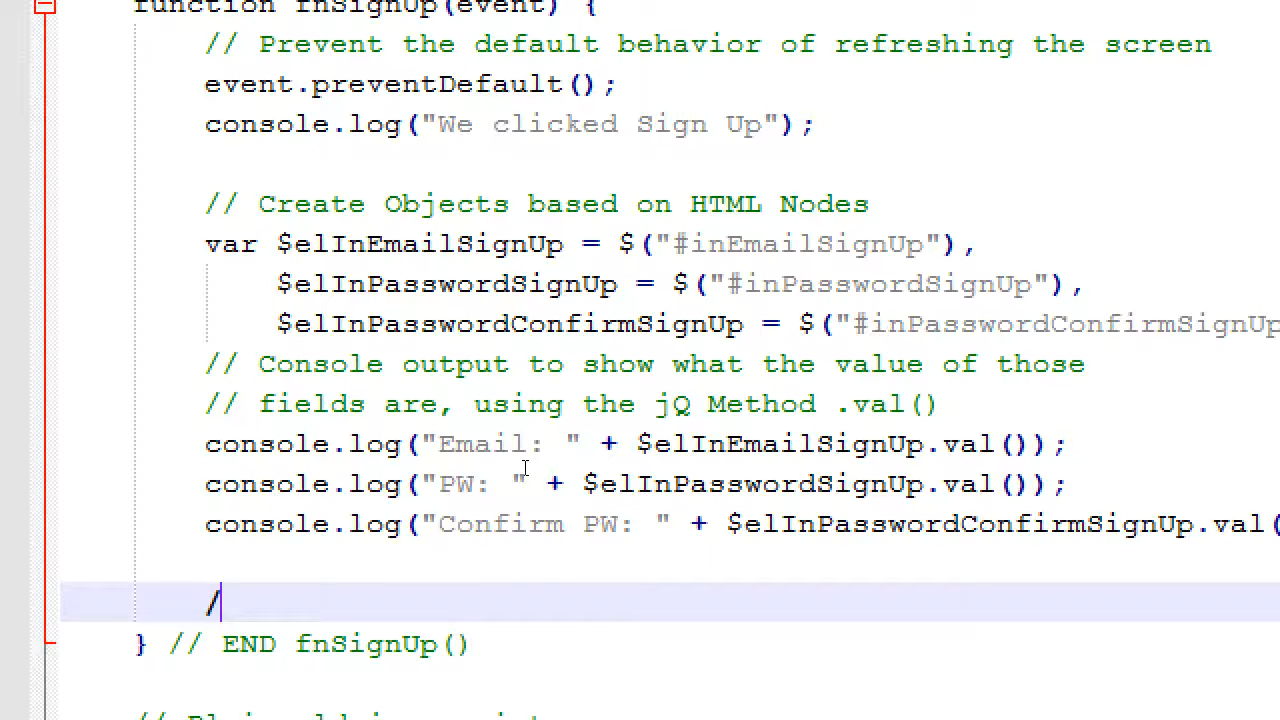 function fnSignUp(event) {
// Prevent the default behavior of refreshing the screen
event.preventDefault();
console.log("We clicked Sign Up");
// Create Objects based on HTML Nodes
var $elInEmailSignUp = $("#inEmailSignUp"),
$elInPasswordSignUp = $("#inPasswordSignUp"),
$elInPasswordConfirmSignUp = $("#inPasswordConfirmSignUp
// Console output to show what the value of those
// fields are, using the jQ Method .val()
console.log("Email: " + $elInEmailSignUp.val());
console.log("PW: " + $elInPasswordSignUp.val());
console.log("Confirm PW: " + $elInPasswordConfirmSignUp.val(
/
} // END fnSignUp()